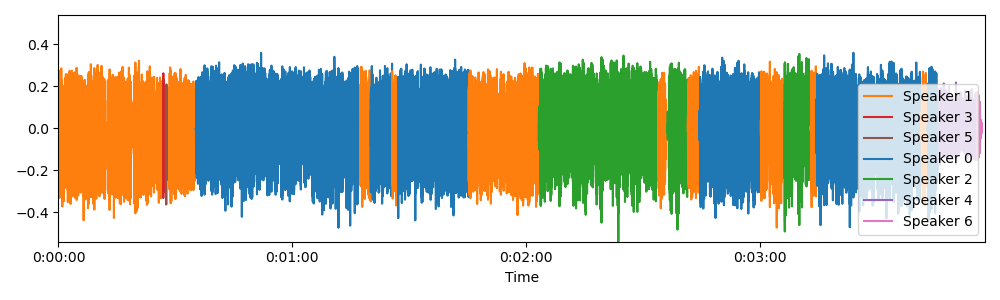 0.4
0.2
0.0
−0.2
−0.4
0:00:00
0:01:00
0:02:00
0:03:00
Time
Speaker 1
Speaker 3
Speaker 5
Speaker 0
Speaker 2
Speaker 4
Speaker 6